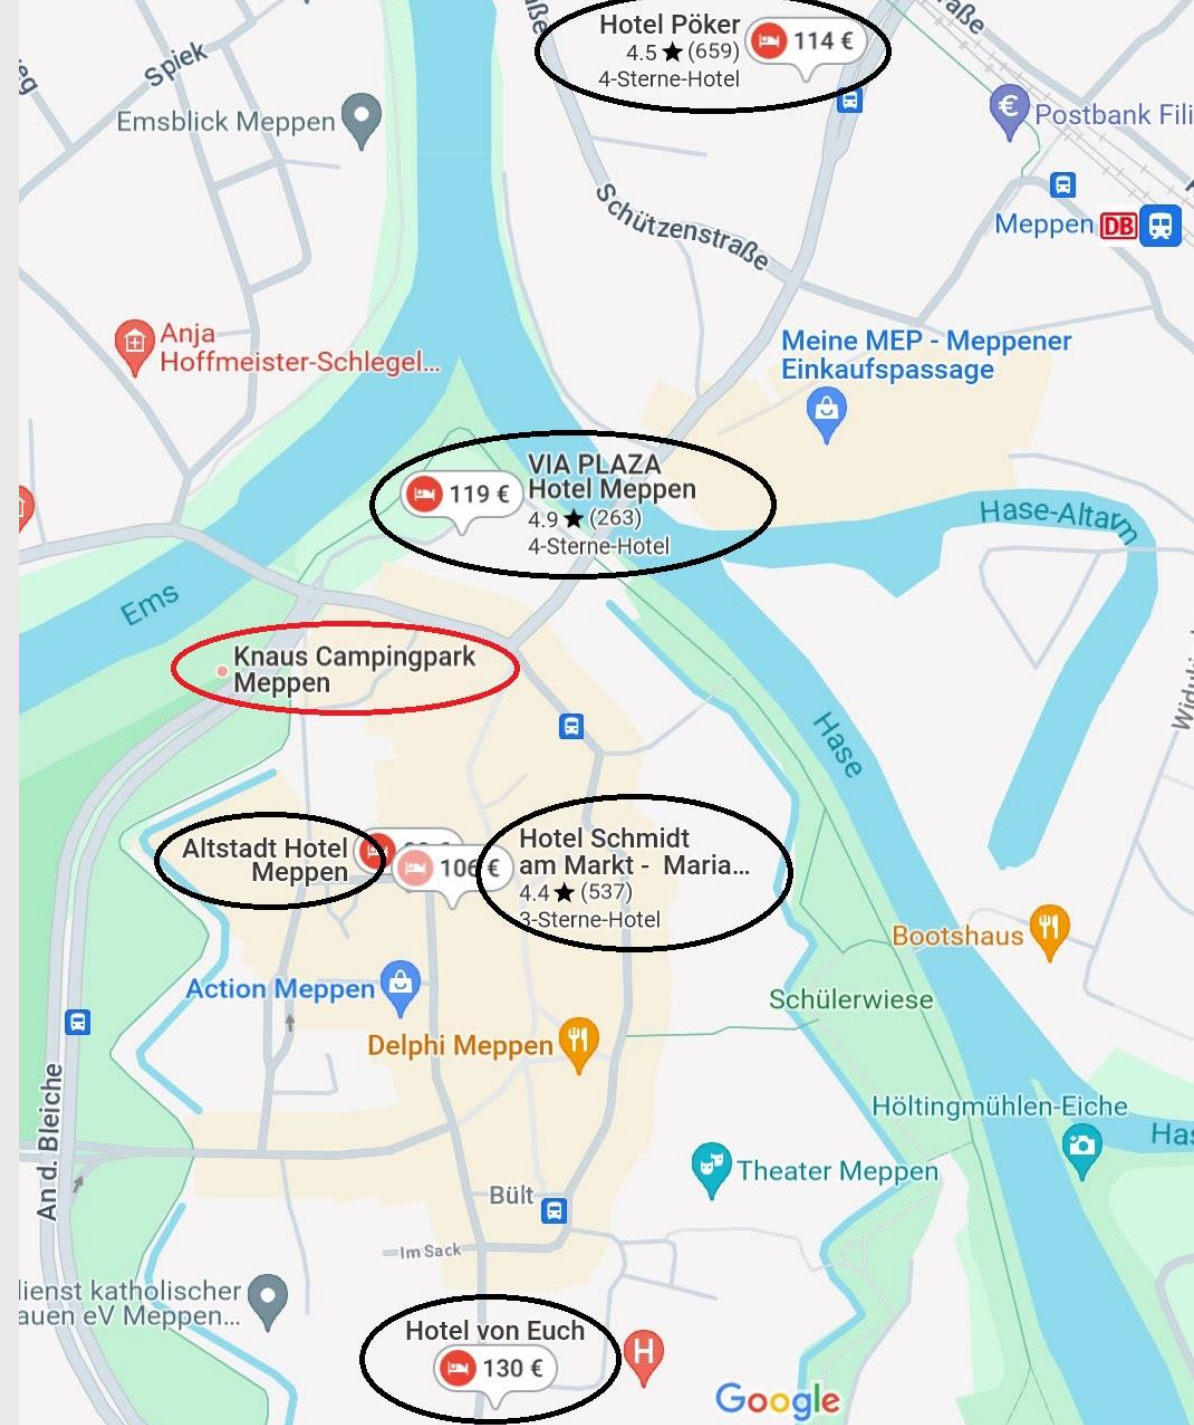 Hotel Pöker
4.5 ★ (659)
4-Sterne-Hotel
114 €
Spiek
Emsblick Meppen
Postbank Fili
Schützenstraße
Meppen DB
Anja
Hoffmeister-Schlegel...
Meine MEP - Meppener
Einkaufspassage
119 €
VIA PLAZA
Hotel Meppen
4.9 ★ (263)
4-Sterne-Hotel
Hase-Altarm
Ems
Knaus Campingpark
Meppen
Hase
Altstadt Hotel
Meppen
106 €
Hotel Schmidt
am Markt - Maria...
4.4 ★ (537)
3-Sterne-Hotel
Bootshaus
Action Meppen
Schülerwiese
Delphi Meppen
An d. Bleiche
Höltingmühlen-Eiche
Has
Theater Meppen
Bült
Im Sack
dienst katholischer
auen eV Meppen...
Hotel von Euch
130 €
H
Google